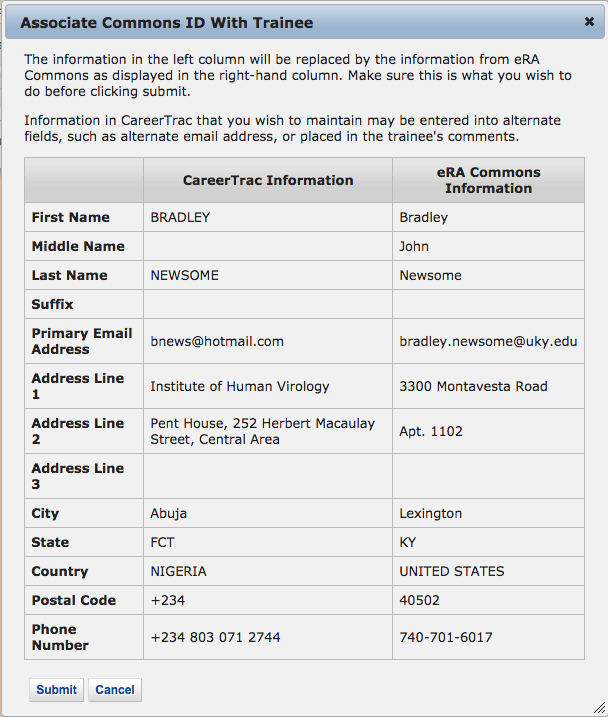 Associate Commons ID With Trainee
The information in the left column will be replaced by the information from eRA
Commons as displayed in the right-hand column. Make sure this is what you wish to
do before clicking submit.
Information in CareerTrac that you wish to maintain may be entered into alternate
fields, such as alternate email address, or placed in the trainee's comments.
CareerTrac Information eRA Commons
Information
First Name BRADLEY Bradley
Middle Name John
Last Name NEWSOME Newsome
Suffix
Primary Email
Address bnews@hotmail.com bradley.newsome@uky.edu
Address Line
1 Institute of Human Virology 3300 Montavesta Road
Address Line
2 Pent House, 252 Herbert Macaulay
Street, Central Area Apt. 1102
Address Line
3
City Abuja Lexington
State FCT KY
Country NIGERIA UNITED STATES
Postal Code +234 40502
Phone
Number +234 803 071 2744 740-701-6017
Submit Cancel